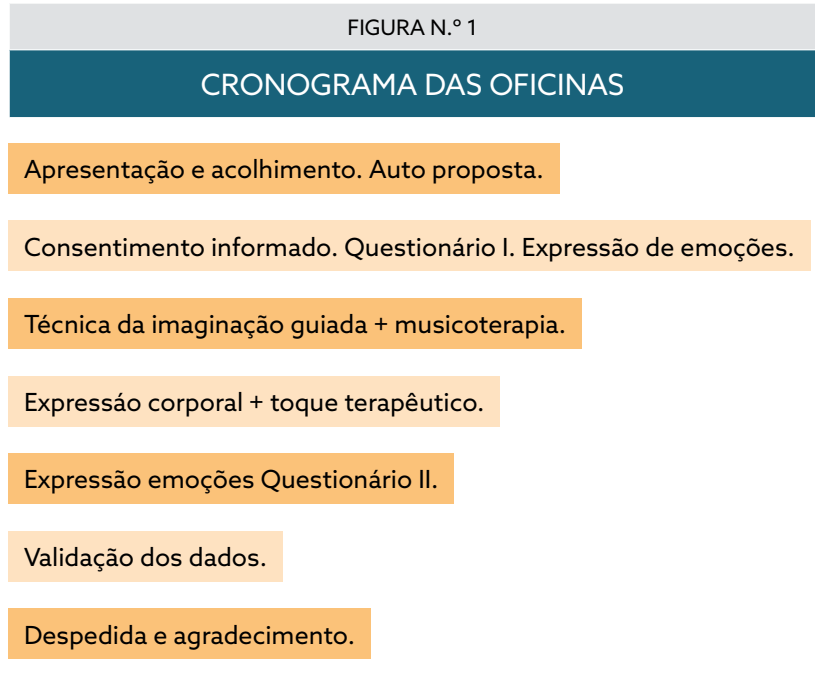 FIGURA N.º 1
CRONOGRAMA DAS OFICINAS
Apresentação e acolhimento. Auto proposta.
Consentimento informado. Questionário I. Expressão de emoções.
Técnica da imaginação guiada + musicoterapia.
Expressáo corporal + toque terapêutico.
Expressão emoções Questionário II.
Validação dos dados.
Despedida e agradecimento.